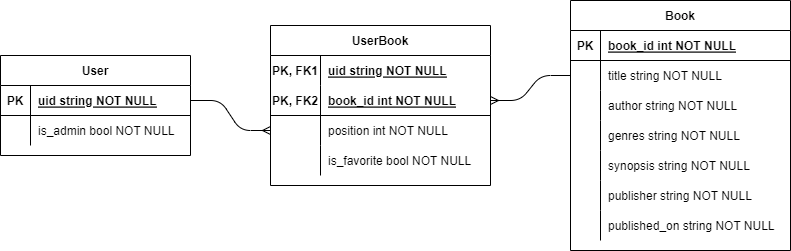 User
PK uid string NOT NULL
is_admin bool NOT NULL
UserBook
PK, FK1 uid string NOT NULL
PK, FK2 book_id int NOT NULL
position int NOT NULL
is_favorite bool NOT NULL
Book
PK book_id int NOT NULL
title string NOT NULL
author string NOT NULL
genres string NOT NULL
synopsis string NOT NULL
publisher string NOT NULL
published_on string NOT NULL